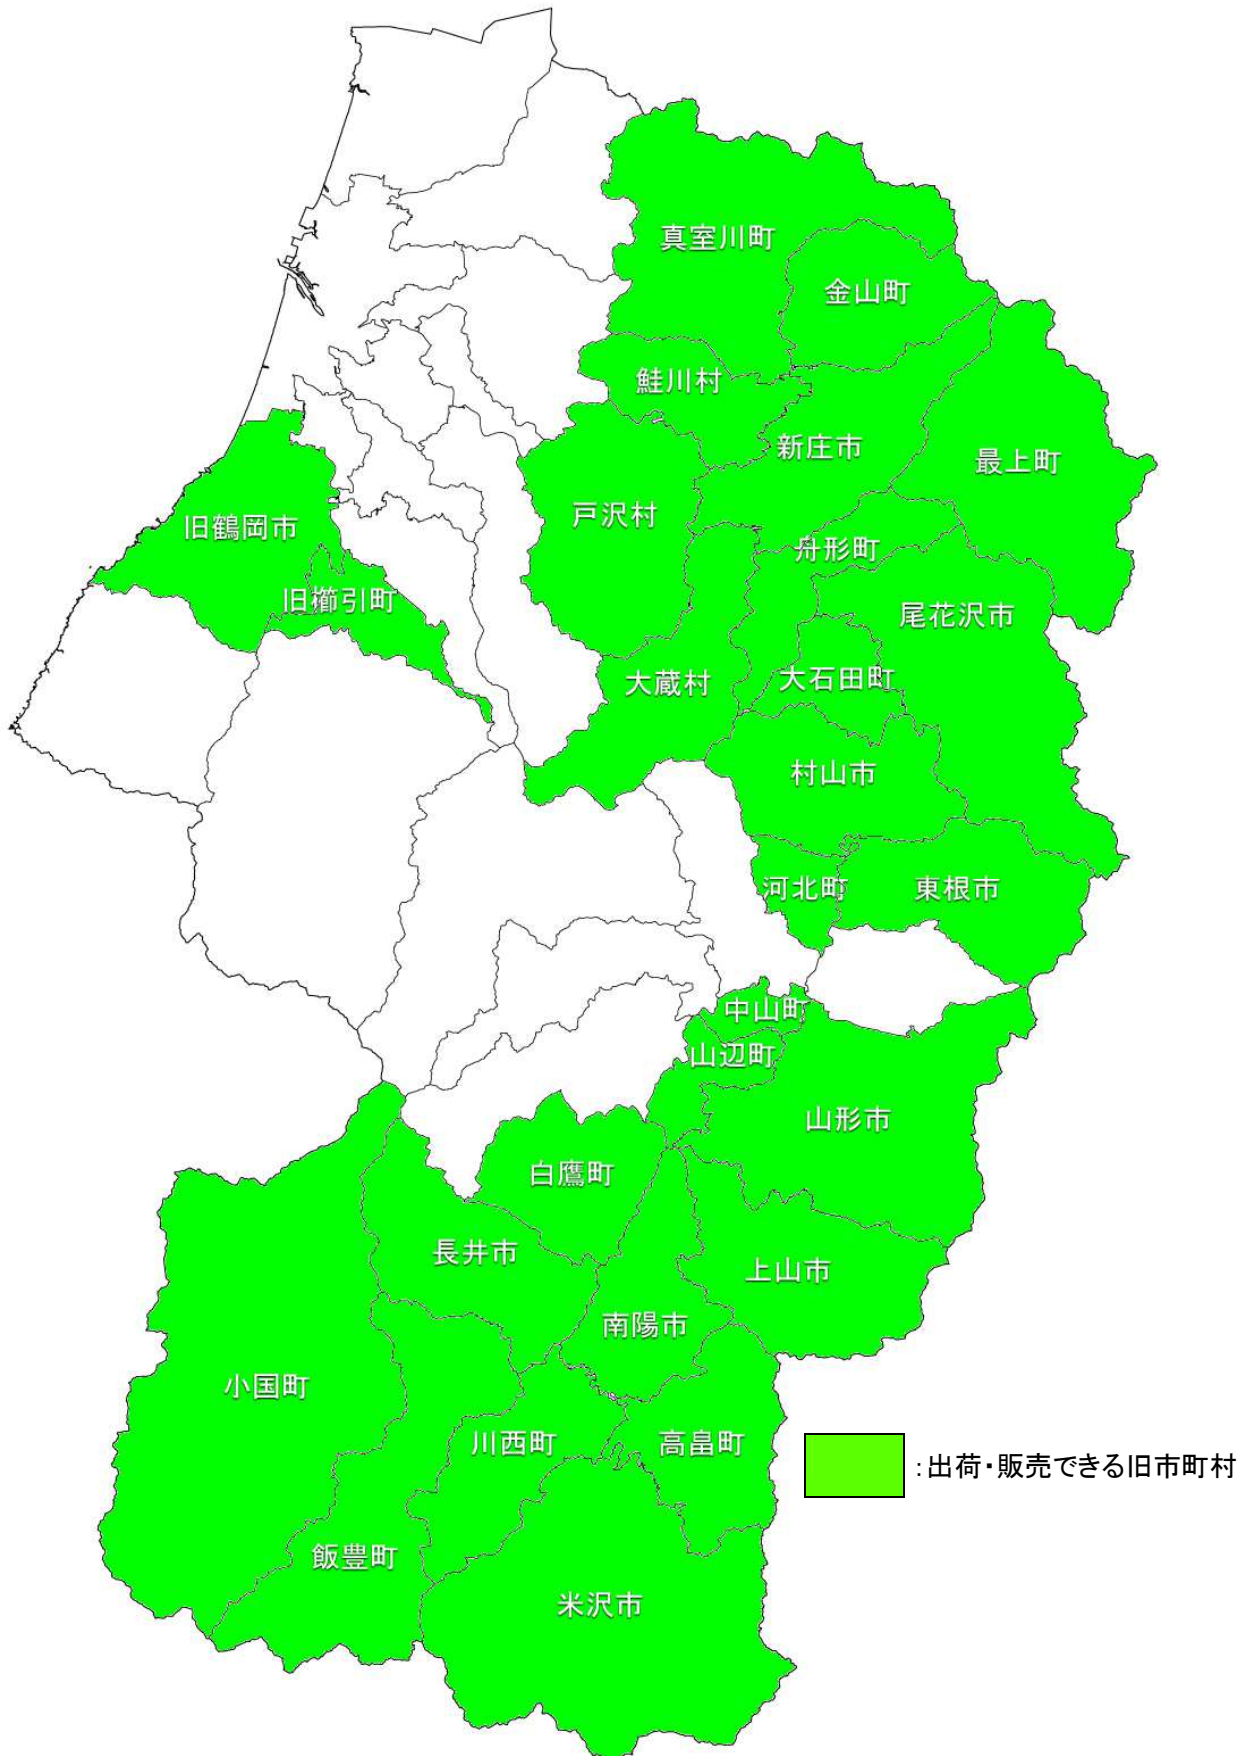 真室川町
金山町
鮭川村
新庄市
最上町
戸沢村
旧鶴岡市
舟形町
旧櫛引町
尾花沢市
大蔵村
大石田町
村山市
河北町
東根市
中山町
山辺町
山形市
白鷹町
長井市
上山市
南陽市
小国町
川西町
高畠町
:出荷・販売できる旧市町村
飯豊町
米沢市